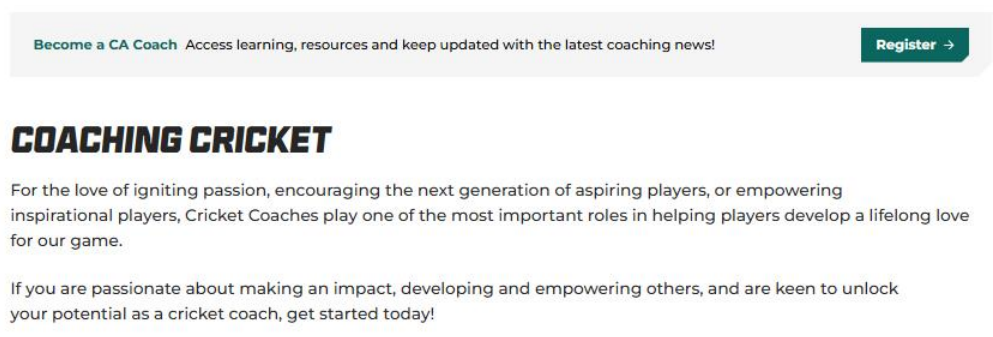 Become a CA Coach Access learning, resources and keep updated with the latest coaching news!
Register →
COACHING CRICKET
For the love of igniting passion, encouraging the next generation of aspiring players, or empowering
inspirational players, Cricket Coaches play one of the most important roles in helping players develop a lifelong love
for our game.
If you are passionate about making an impact, developing and empowering others, and are keen to unlock
your potential as a cricket coach, get started today!